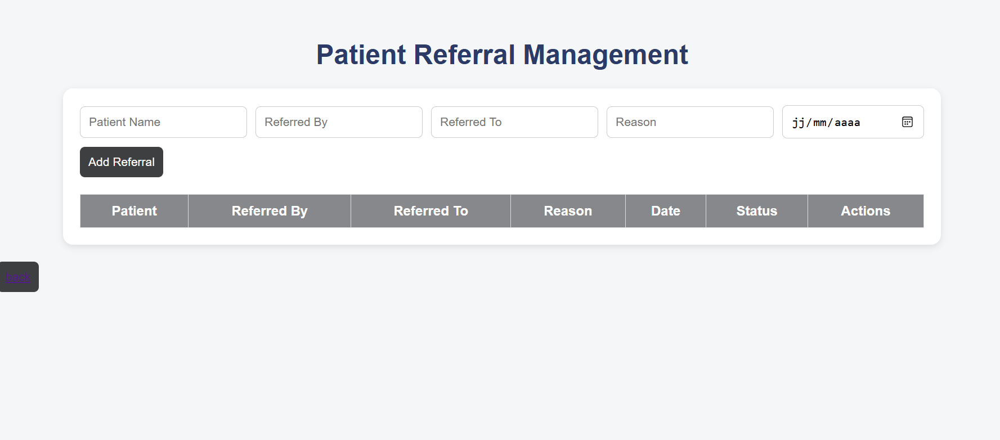 Patient Referral Management
Patient Name Referred By Referred To Reason jj/mm/aaaa
Add Referral
Patient Referred By Referred To Reason Date Status Actions
back